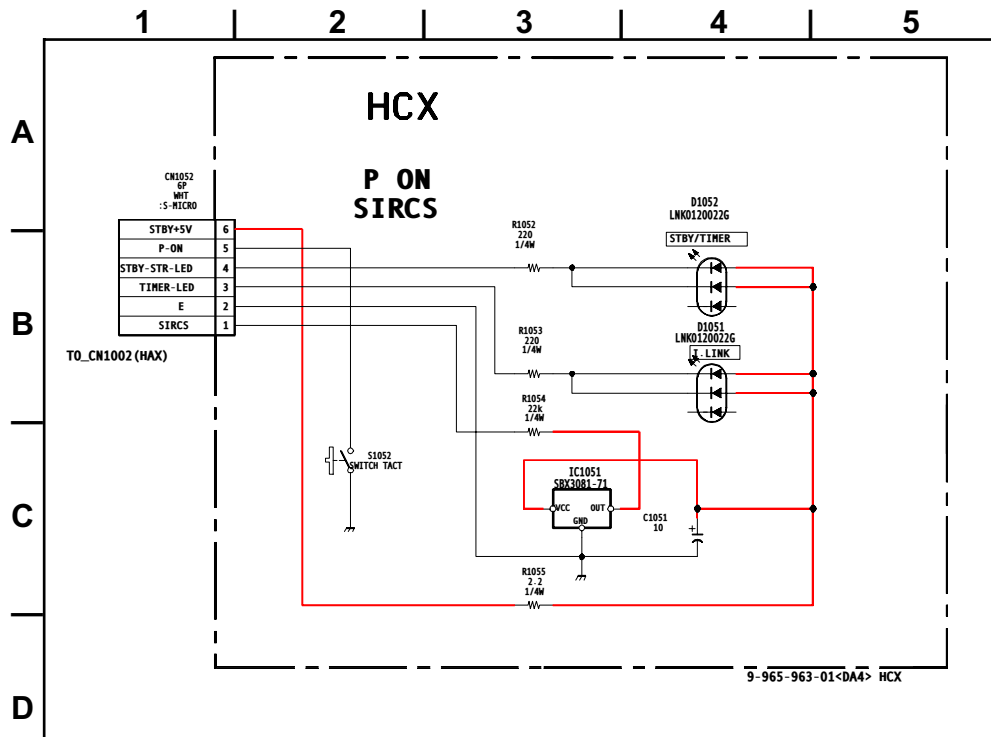 1 2 3 4 5
A
HCX
P ON
SIRCS
CN1052
6P
WHT
:S-MICRO
D1052
LNK0120022G
STBY/TIMER
R1052
220
1/4W
STBY+5V 6
P-ON 5
STBY-STR-LED 4
TIMER-LED 3
E 2
SIRCS 1
B
TO_CN1002(HAX)
R1053
220
1/4W
D1051
LNK0120022G
I.LINK
R1054
22k
1/4W
S1052
SWITCH TACT
IC1051
SBX3081-71
VCC OUT
GND
C1051
10
+
C
R1055
2.2
1/4W
9-965-963-01<DA4> HCX
D